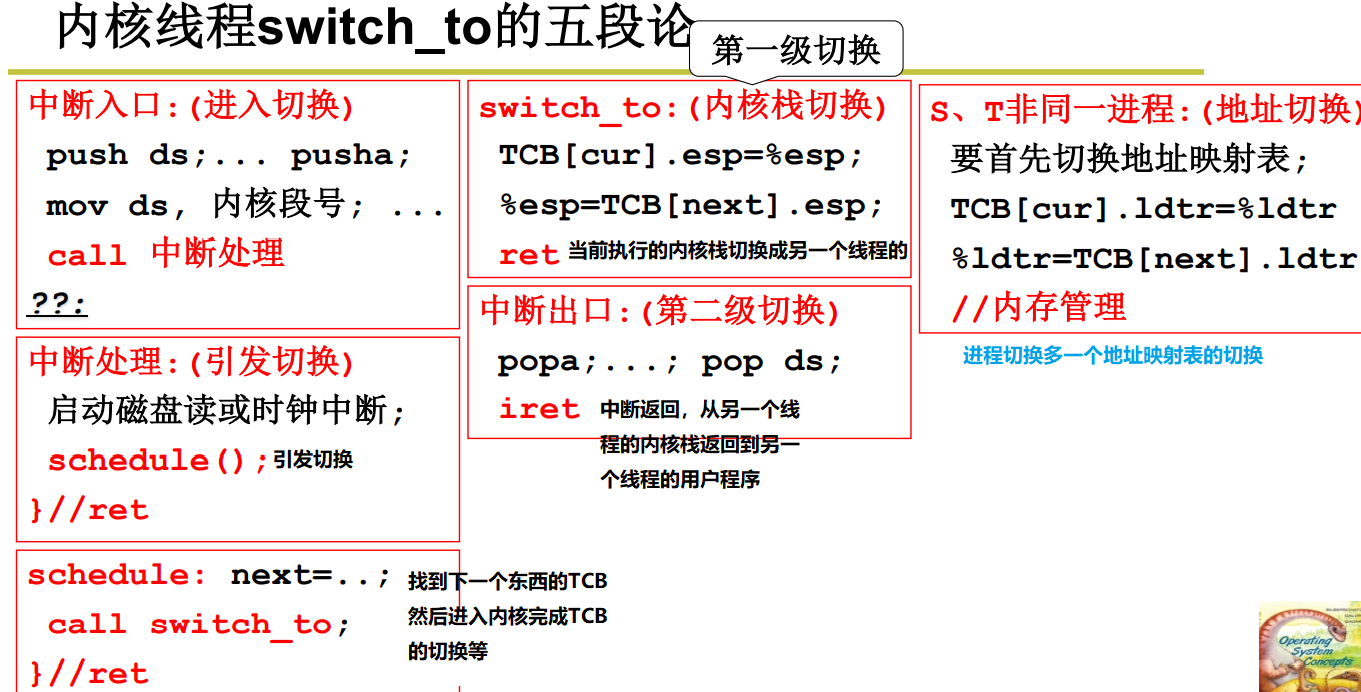 内核线程switch_to的五段论
第一级切换
中断入口:(进入切换)
push ds;... pusha;
mov ds, 内核段号; ...
call 中断处理
??:
中断处理:(引发切换)
启动磁盘读或时钟中断;
schedule();引发切换
}//ret
schedule: next=..;
call switch_to;
}//ret
找到下一个东西的TCB
然后进入内核完成TCB
的切换等
switch_to:(内核栈切换)
TCB[cur].esp=%esp;
%esp=TCB[next].esp;
ret 当前执行的内核栈切换成另一个线程的
中断出口:(第二级切换)
popa;...; pop ds;
iret 中断返回，从另一个线
程的内核栈返回到另一
个线程的用户程序
S、T非同一进程:(地址切换)
要首先切换地址映射表;
TCB[cur].ldtr=%ldtr
%ldtr=TCB[next].ldtr
//内存管理
进程切换多一个地址映射表的切换
Operating
System
Concepts